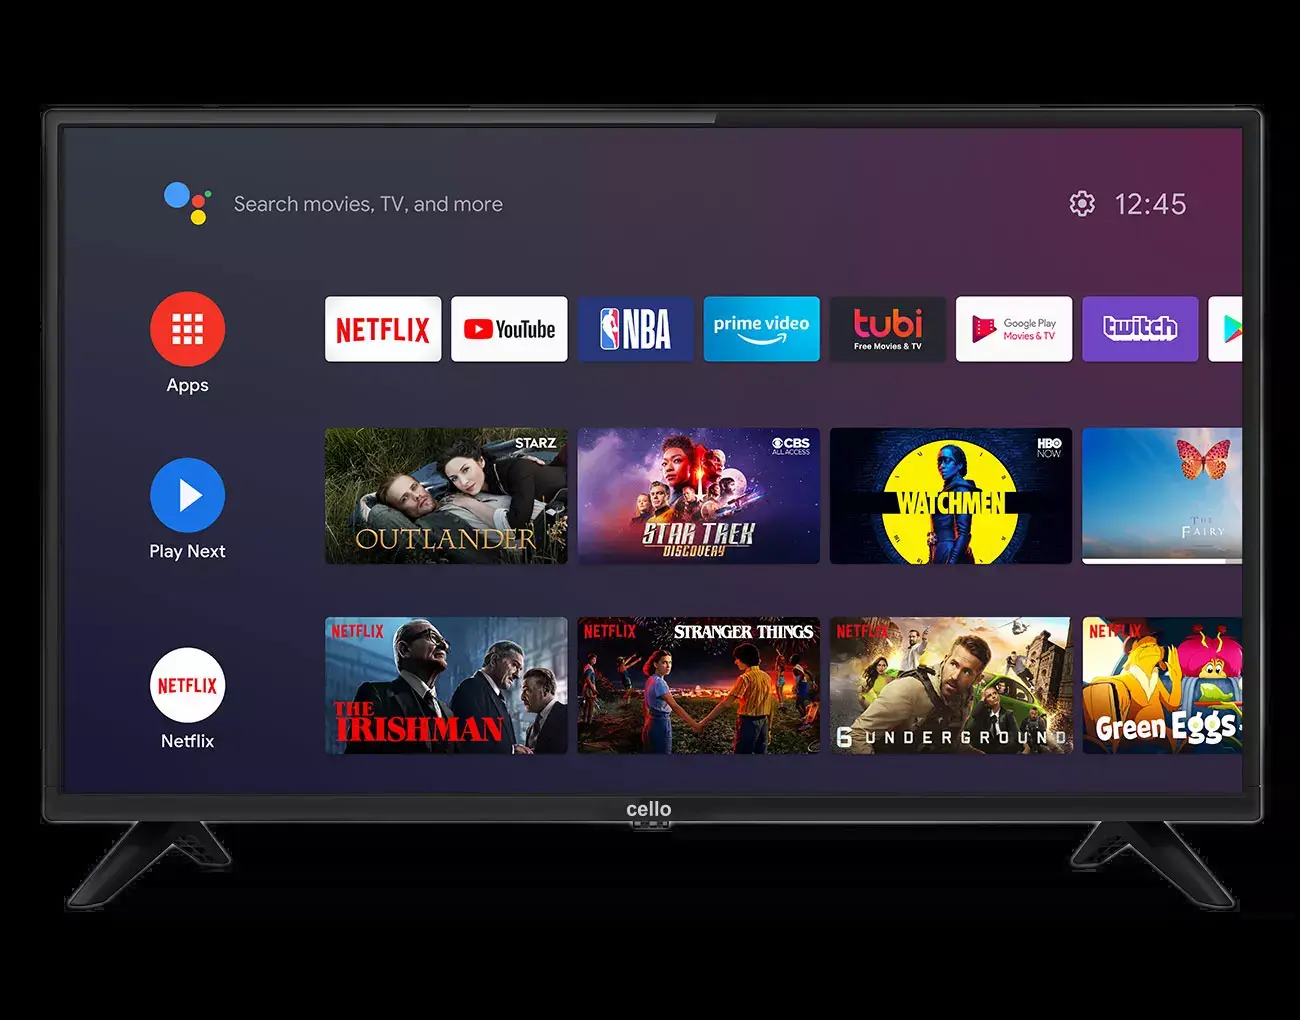 Search movies, TV, and more
12:45
Apps
NETFLIX
YouTube
NBA
prime video
tubi
Free Movies & TV
Google Play
Movies & TV
twitch
Play Next
STARZ
OUTLANDER
CBS
ALL ACCESS
STAR TREK
DISCOVERY
HBO
NOW
WATCHMEN
THE
FAIRY
NETFLIX
Netflix
NETFLIX
THE
IRISHMAN
NETFLIX
STRANGER THINGS
NETFLIX
6 UNDERGROUND
NETFLIX
Green Eggs
cello